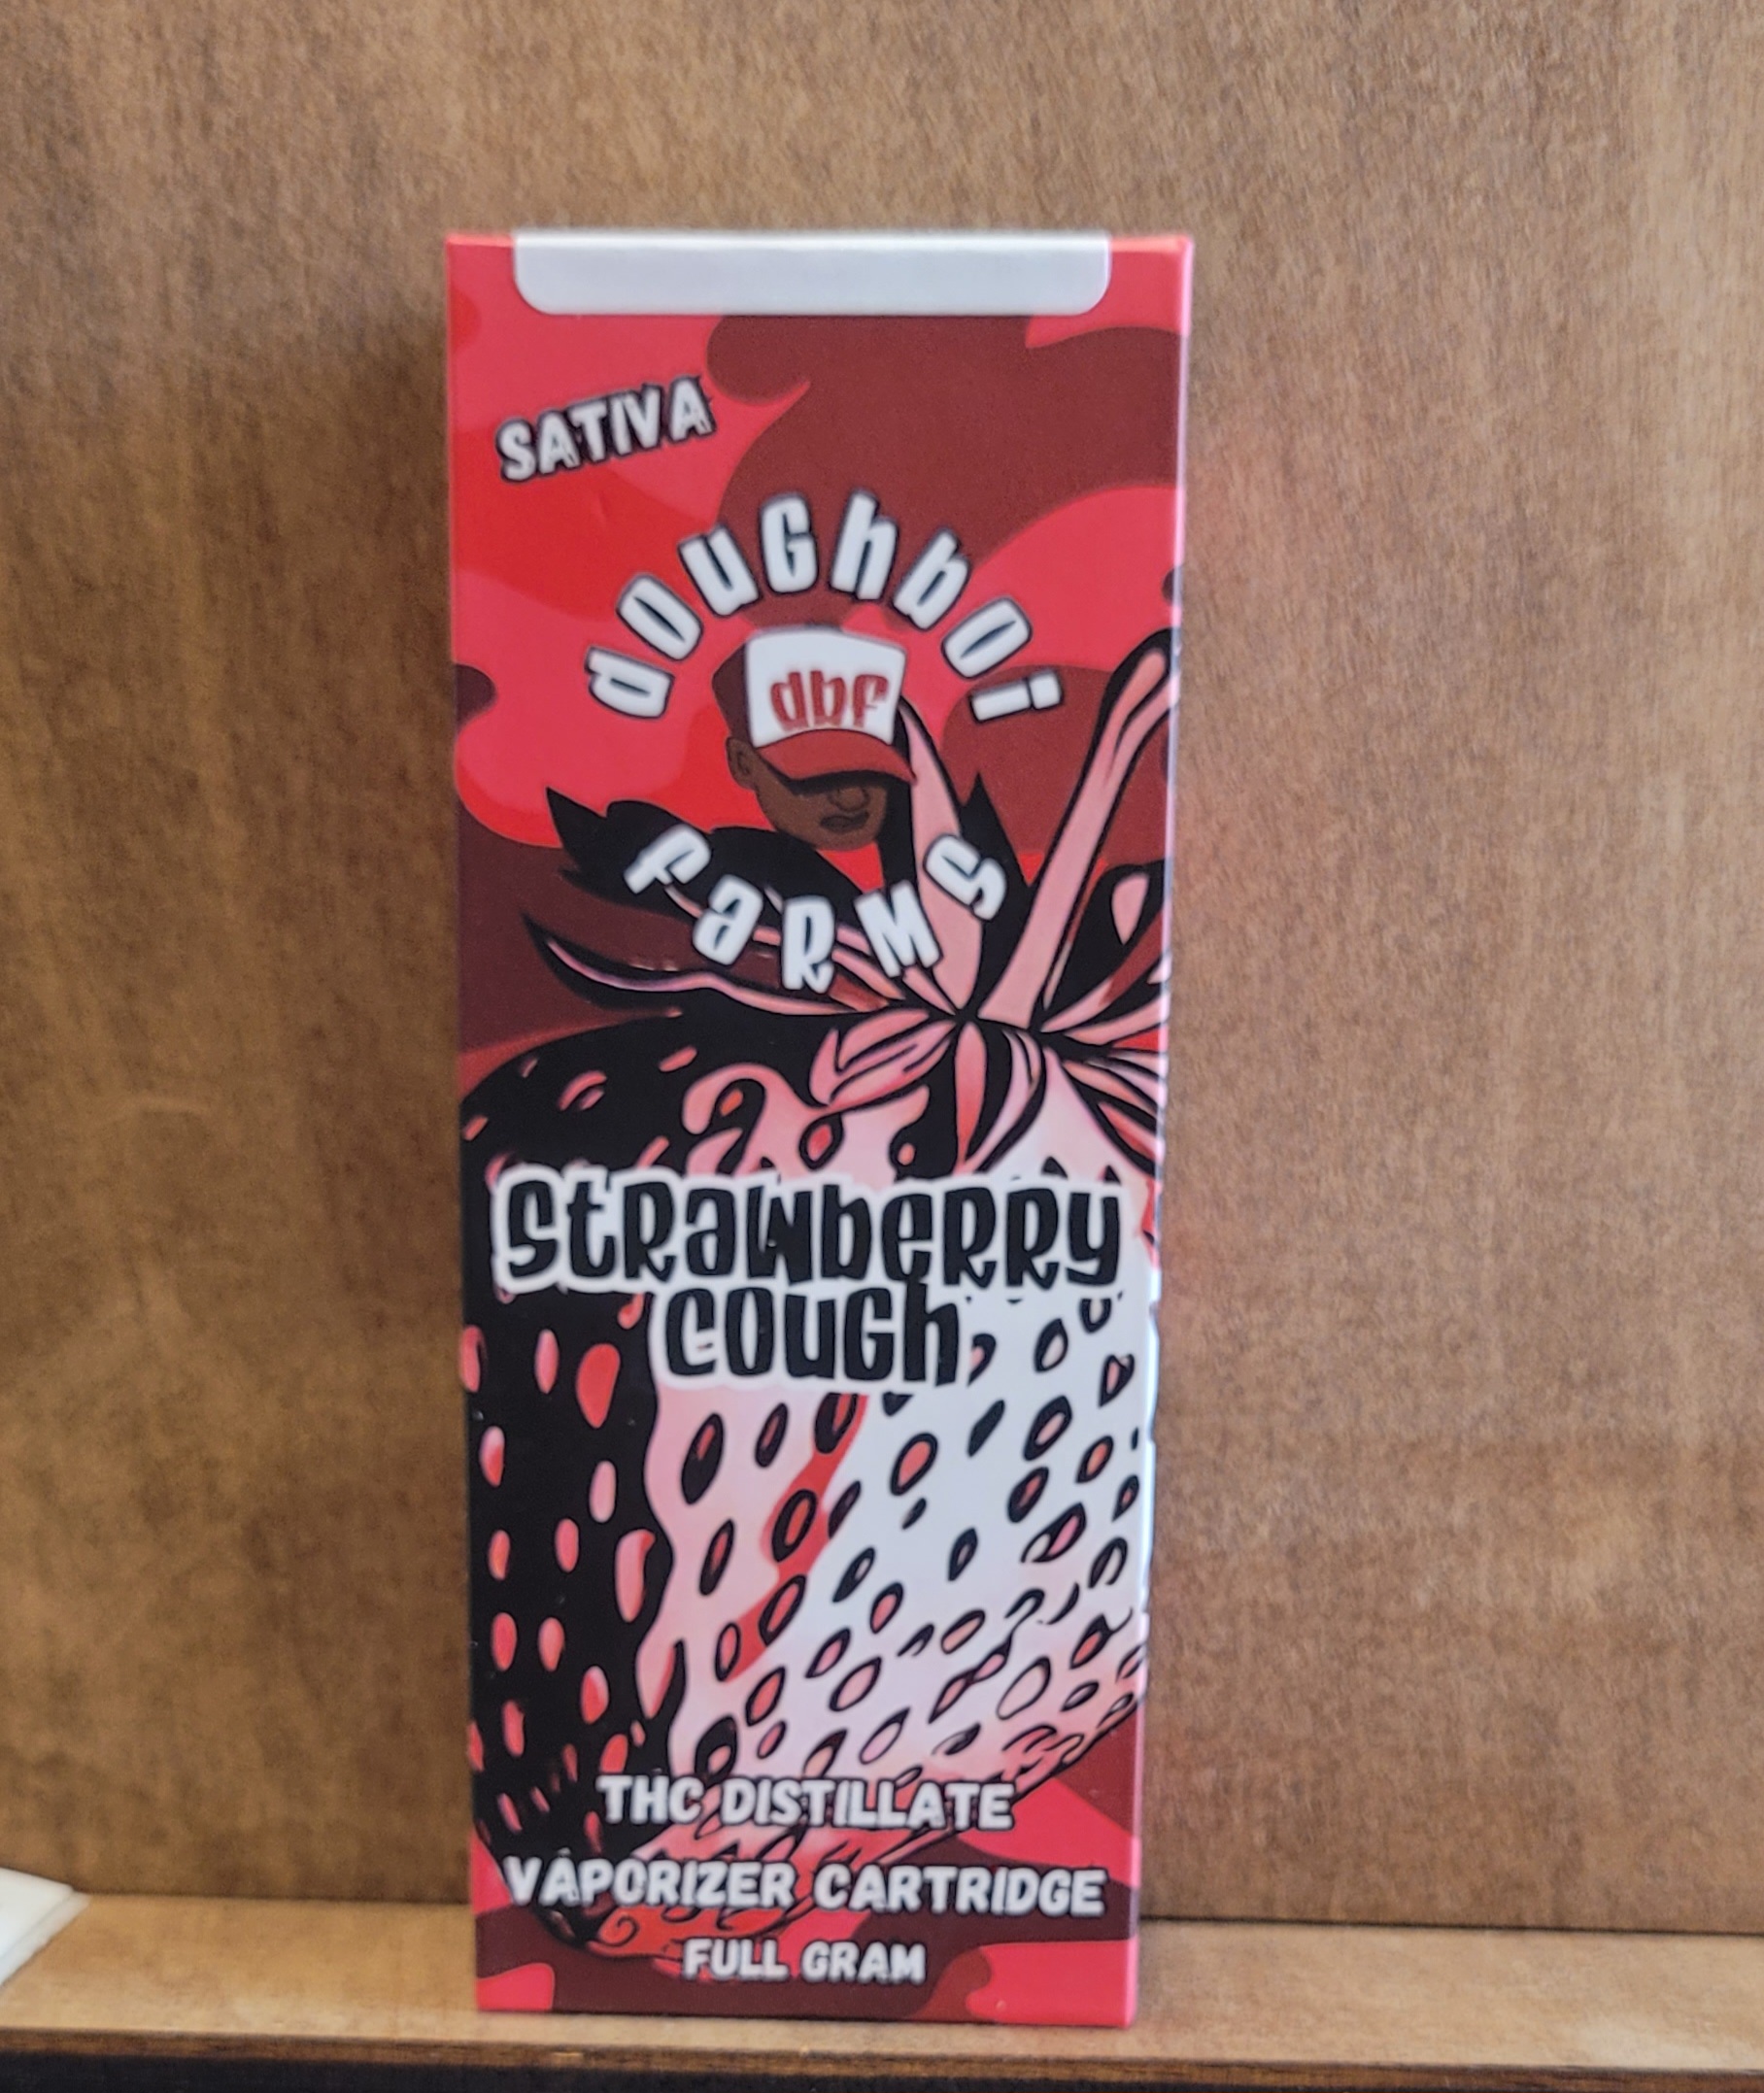 SATIVA
doughboi
dbf
farms
Strawberry
Cough
THC DISTILLATE
VAPORIZER CARTRIDGE
FULL GRAM